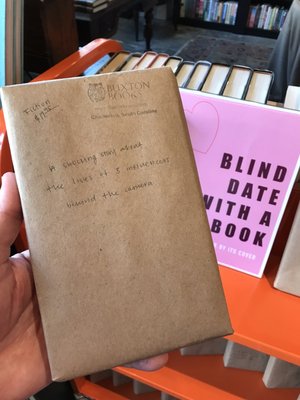 Fiction
BUXTON
BOOKS
Charleston, South Carolina
A shocking story about
the lives of 3 influencers
behind the camera
BLIND
DATE
WITH A
BOOK
BY ITS COVER